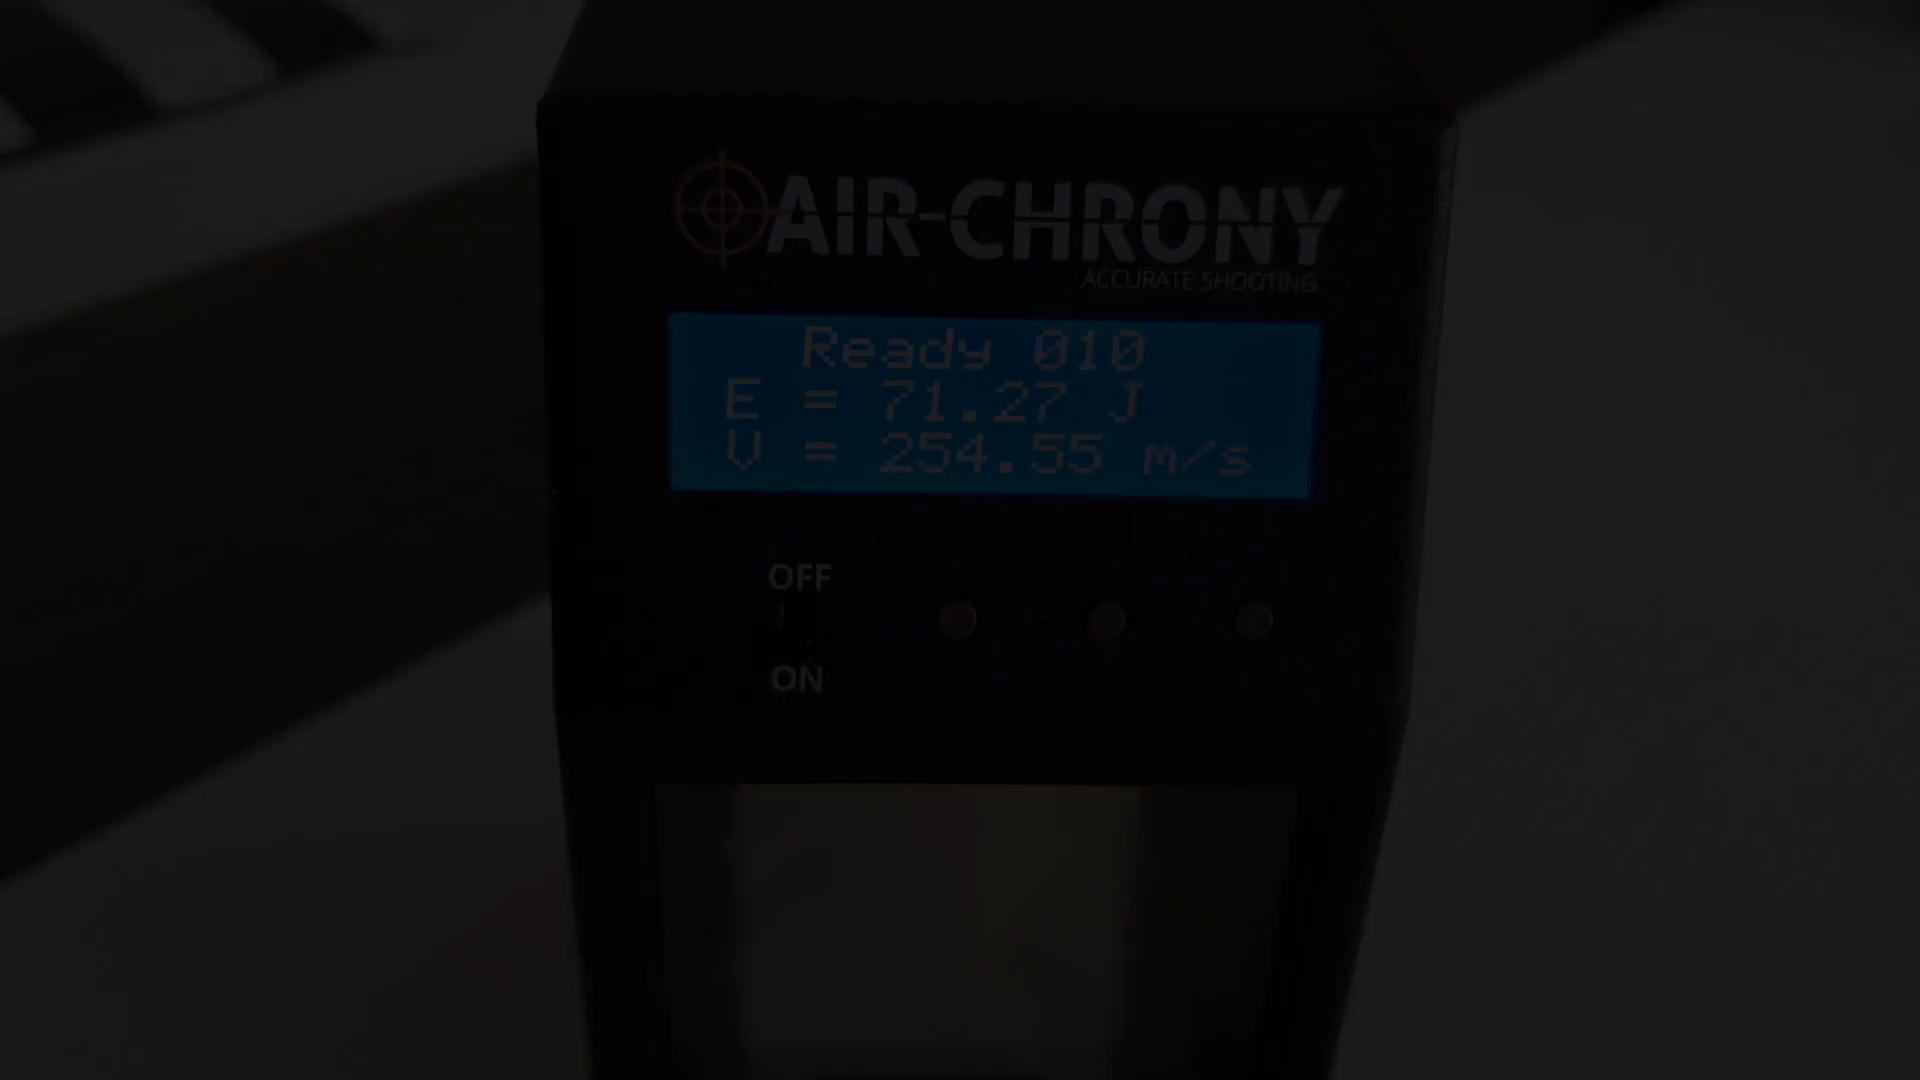 AIR-CHRONY
ACCURATE SHOOTING
Ready 010
E = 71.27 J
V = 254.55 m/s
OFF
ON